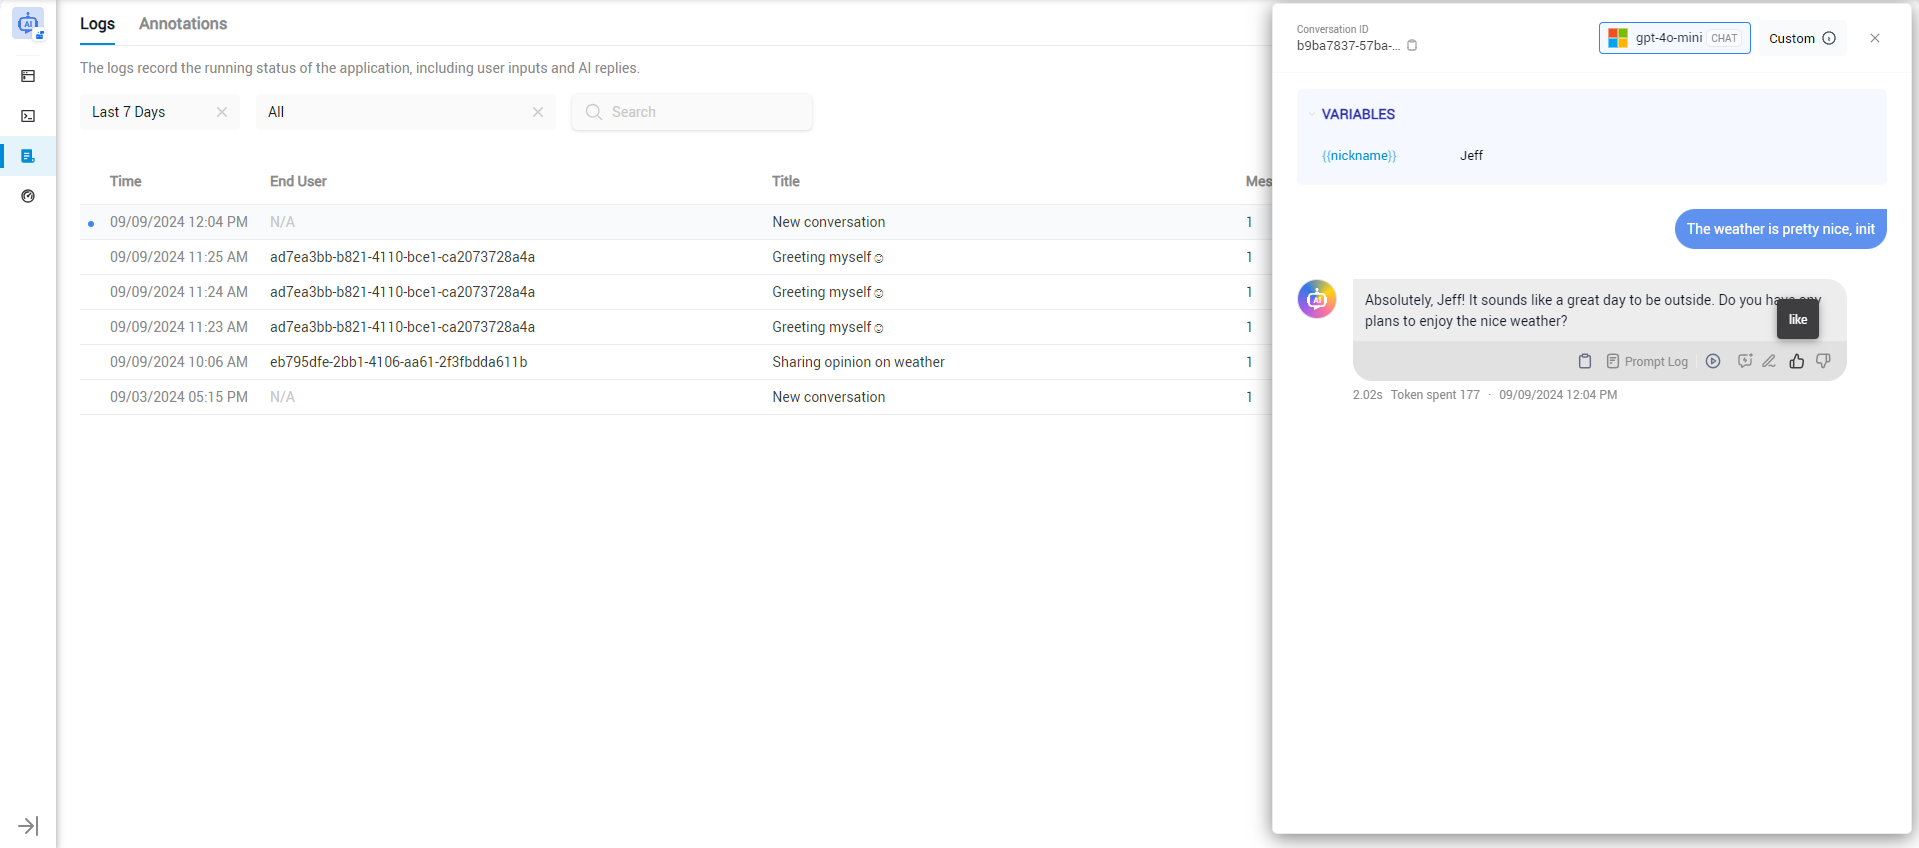 Logs Annotations
The logs record the running status of the application, including user inputs and AI replies.
Last 7 Days All Search
Time End User Title Mes
09/09/2024 12:04 PM N/A New conversation 1
09/09/2024 11:25 AM ad7ea3bb-b821-4110-bce1-ca2073728a4a Greeting myself☺ 1
09/09/2024 11:24 AM ad7ea3bb-b821-4110-bce1-ca2073728a4a Greeting myself☺ 1
09/09/2024 11:23 AM ad7ea3bb-b821-4110-bce1-ca2073728a4a Greeting myself☺ 1
09/09/2024 10:06 AM eb795dfe-2bb1-4106-aa61-2f3fbdda611b Sharing opinion on weather 1
09/03/2024 05:15 PM N/A New conversation 1
Conversation ID
b9ba7837-57ba-...
gpt-4o-mini CHAT Custom
VARIABLES
{{nickname}} Jeff
The weather is pretty nice, init
AI
Absolutely, Jeff! It sounds like a great day to be outside. Do you have any
plans to enjoy the nice weather?
like
Prompt Log
2.02s Token spent 177 · 09/09/2024 12:04 PM
AI